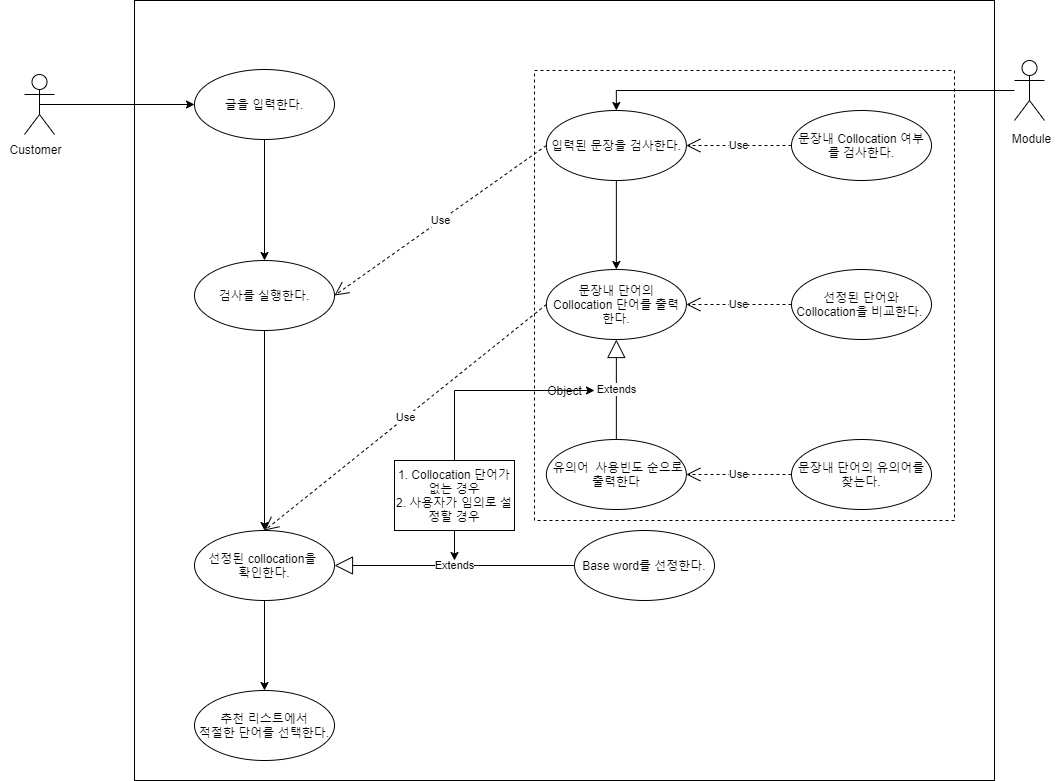 Customer
Module
글을 입력한다.
입력된 문장을 검사한다.
Use
문장내 Collocation 여부
를 검사한다.
Use
검사를 실행한다.
문장내 단어의
Collocation 단어를 출력
한다.
Use
선정된 단어와
Collocation을 비교한다.
Object
Extends
Use
1. Collocation 단어가
없는 경우
2. 사용자가 임의로 설
정할 경우
유의어  사용빈도 순으로
출력한다
Use
문장내 단어의 유의어를
찾는다.
선정된 collocation을
확인한다.
Extends
Base word를 선정한다.
추천 리스트에서
적절한 단어를 선택한다.